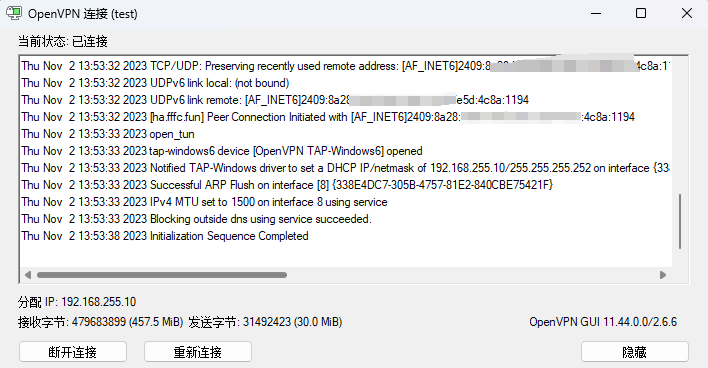 OpenVPN 连接 (test)
当前状态: 已连接
Thu Nov 2 13:53:32 2023 TCP/UDP: Preserving recently used remote address: [AF_INET6]2409:8a :4c8a:11
Thu Nov 2 13:53:32 2023 UDPv6 link local: (not bound)
Thu Nov 2 13:53:32 2023 UDPv6 link remote: [AF_INET6]2409:8a28 e5d:4c8a:1194
Thu Nov 2 13:53:32 2023 [ha.fffc.fun] Peer Connection Initiated with [AF_INET6]2409:8a28: :4c8a:1194
Thu Nov 2 13:53:33 2023 open_tun
Thu Nov 2 13:53:33 2023 tap-windows6 device [OpenVPN TAP-Windows6] opened
Thu Nov 2 13:53:33 2023 Notified TAP-Windows driver to set a DHCP IP/netmask of 192.168.255.10/255.255.255.252 on interface {338
Thu Nov 2 13:53:33 2023 Successful ARP Flush on interface [8] {338E4DC7-305B-4757-81E2-840CBE75421F}
Thu Nov 2 13:53:33 2023 IPv4 MTU set to 1500 on interface 8 using service
Thu Nov 2 13:53:33 2023 Blocking outside dns using service succeeded.
Thu Nov 2 13:53:38 2023 Initialization Sequence Completed
分配 IP: 192.168.255.10
接收字节: 479683899 (457.5 MiB) 发送字节: 31492423 (30.0 MiB) OpenVPN GUI 11.44.0.0/2.6.6
断开连接 重新连接 隐藏